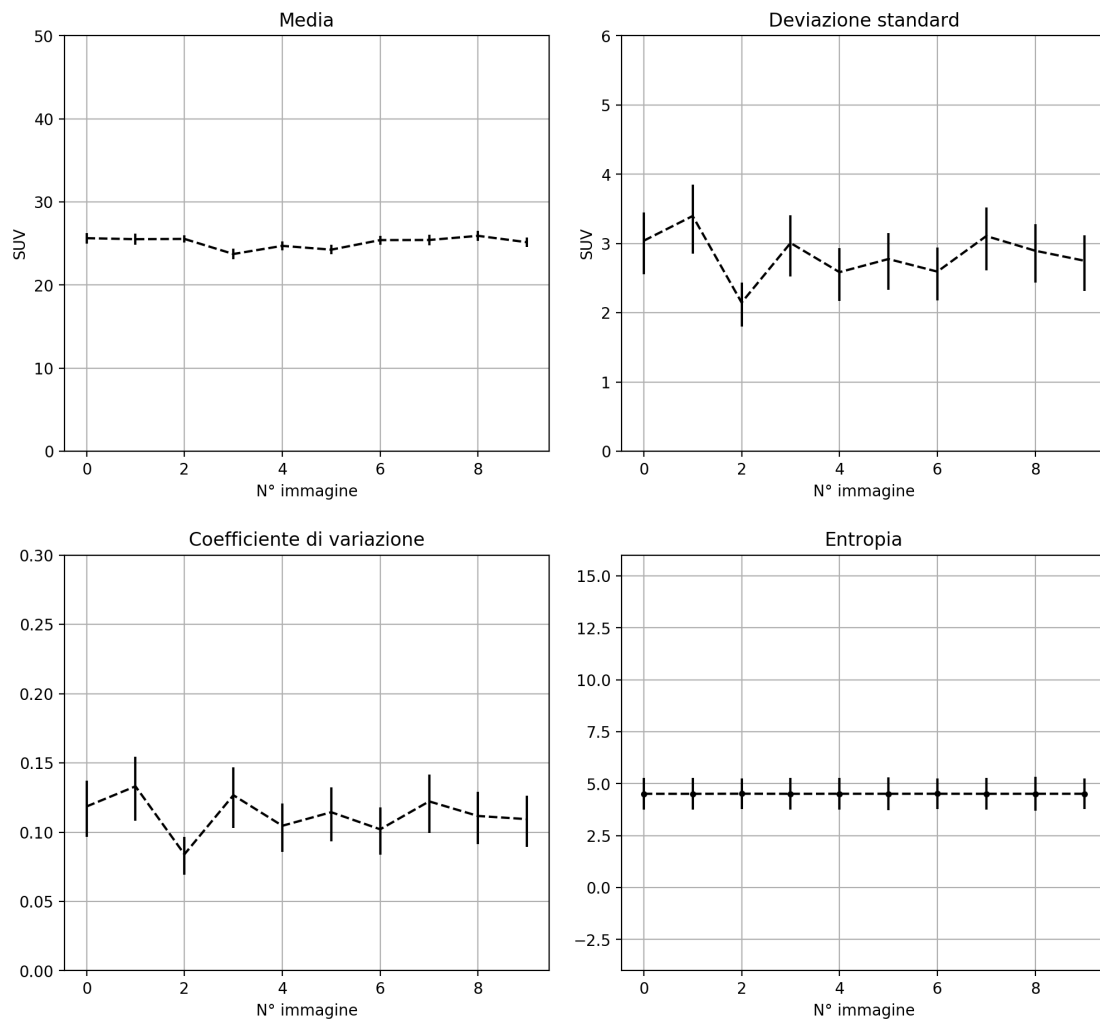 Media
50
40
30
20
10
0
SUV
0 2 4 6 8
N° immagine
Deviazione standard
6
5
4
3
2
1
0
SUV
0 2 4 6 8
N° immagine
Coefficiente di variazione
0.30
0.25
0.20
0.15
0.10
0.05
0.00
0 2 4 6 8
N° immagine
Entropia
15.0
12.5
10.0
7.5
5.0
2.5
0.0
−2.5
0 2 4 6 8
N° immagine